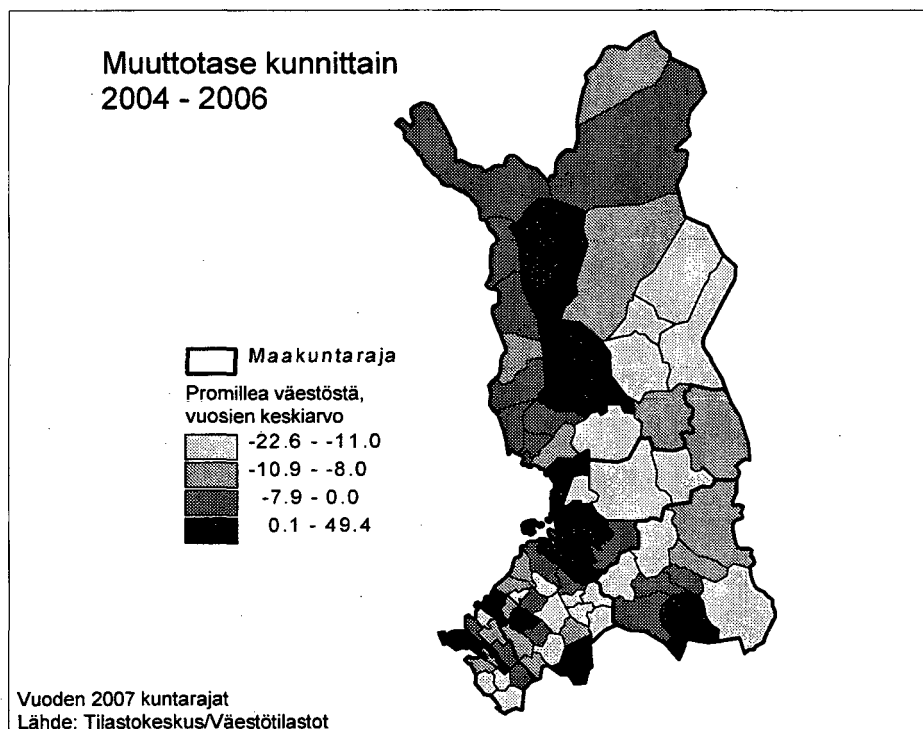 Muuttotase kunnittain
2004 - 2006
Maakuntaraja
Promillea väestöstä,
vuosien keskiarvo
-22.6 - -11.0
-10.9 - -8.0
-7.9 - 0.0
0.1 - 49.4
Vuoden 2007 kuntarajat
Lähde: Tilastokeskus/Väestötilastot